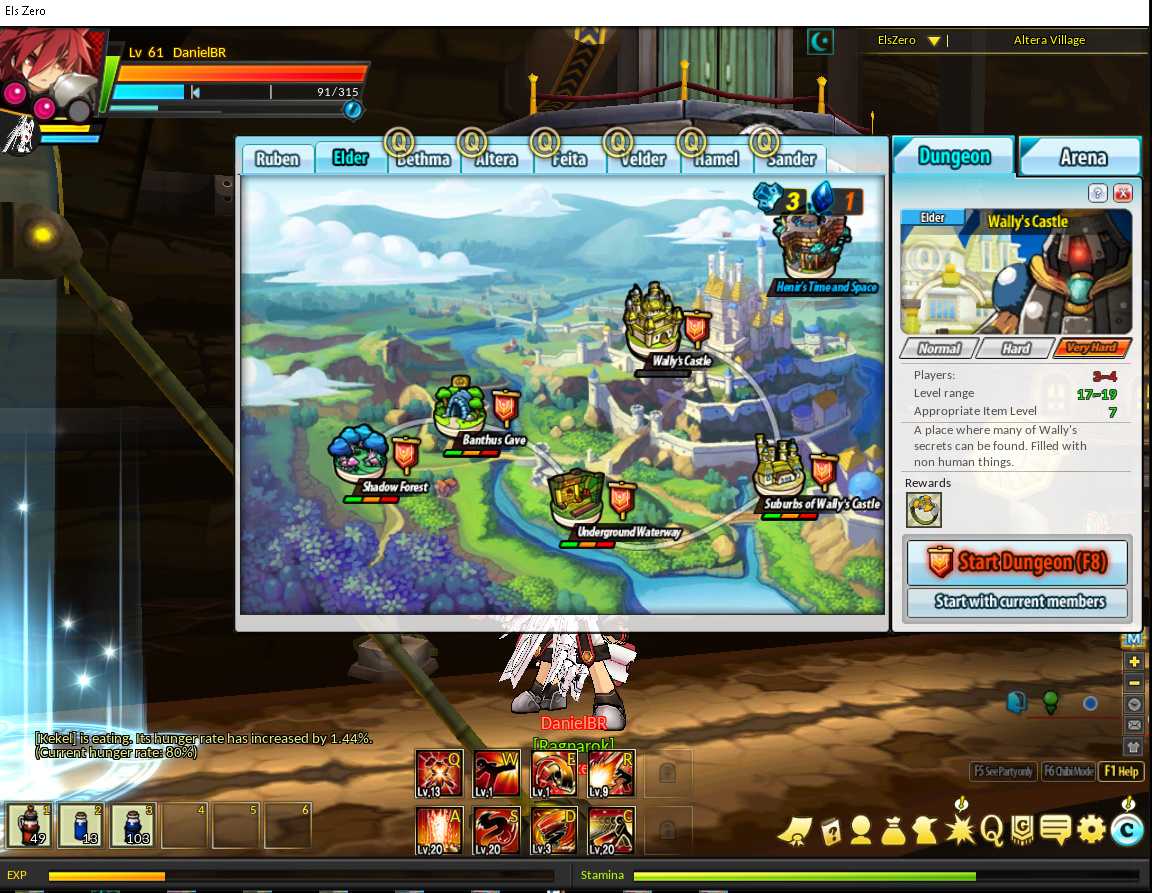 Els Zero
Lv 61 DanielBR
ElsZero
Altera Village
91/315
Q Q Q Q Q Q
Ruben Elder Bethma Altera Feita Velder Hamel Sander
Dungeon Arena
3 1
?
Elder
Wally's Castle
Henir's Time and Space
Wally's Castle
Normal Hard Very Hard
Players: 3~4
Level range 17~19
Appropriate Item Level 7
A place where many of Wally's
secrets can be found. Filled with
non human things.
Rewards
Banthus Cave
Shadow Forest
Suburbs of Wally's Castle
Underground Waterway
Start Dungeon (F8)
Start with current members
M
DanielBR
[Ragnarok]
[Kekel] is eating. Its hunger rate has increased by 1.44%.
(Current hunger rate: 80%)
Q W E R
Lv,13 Lv,1 Lv,1 Lv,9
F5 See Party only F6 Chibi Mode F1 Help
1 2 3 4 5 6
49 13 103
A S D C
Lv,20 Lv,20 Lv,3 Lv,20
EXP
Stamina